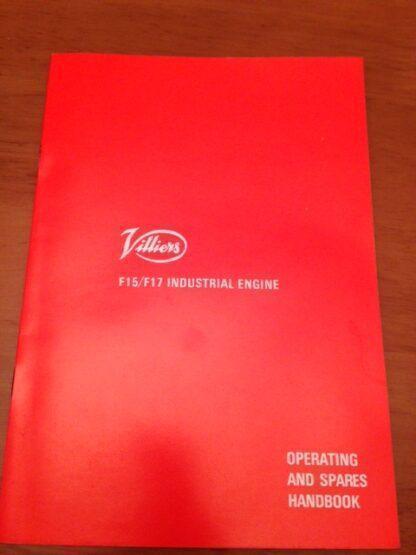 Villiers
F15/F17 INDUSTRIAL ENGINE
OPERATING
AND SPARES
HANDBOOK